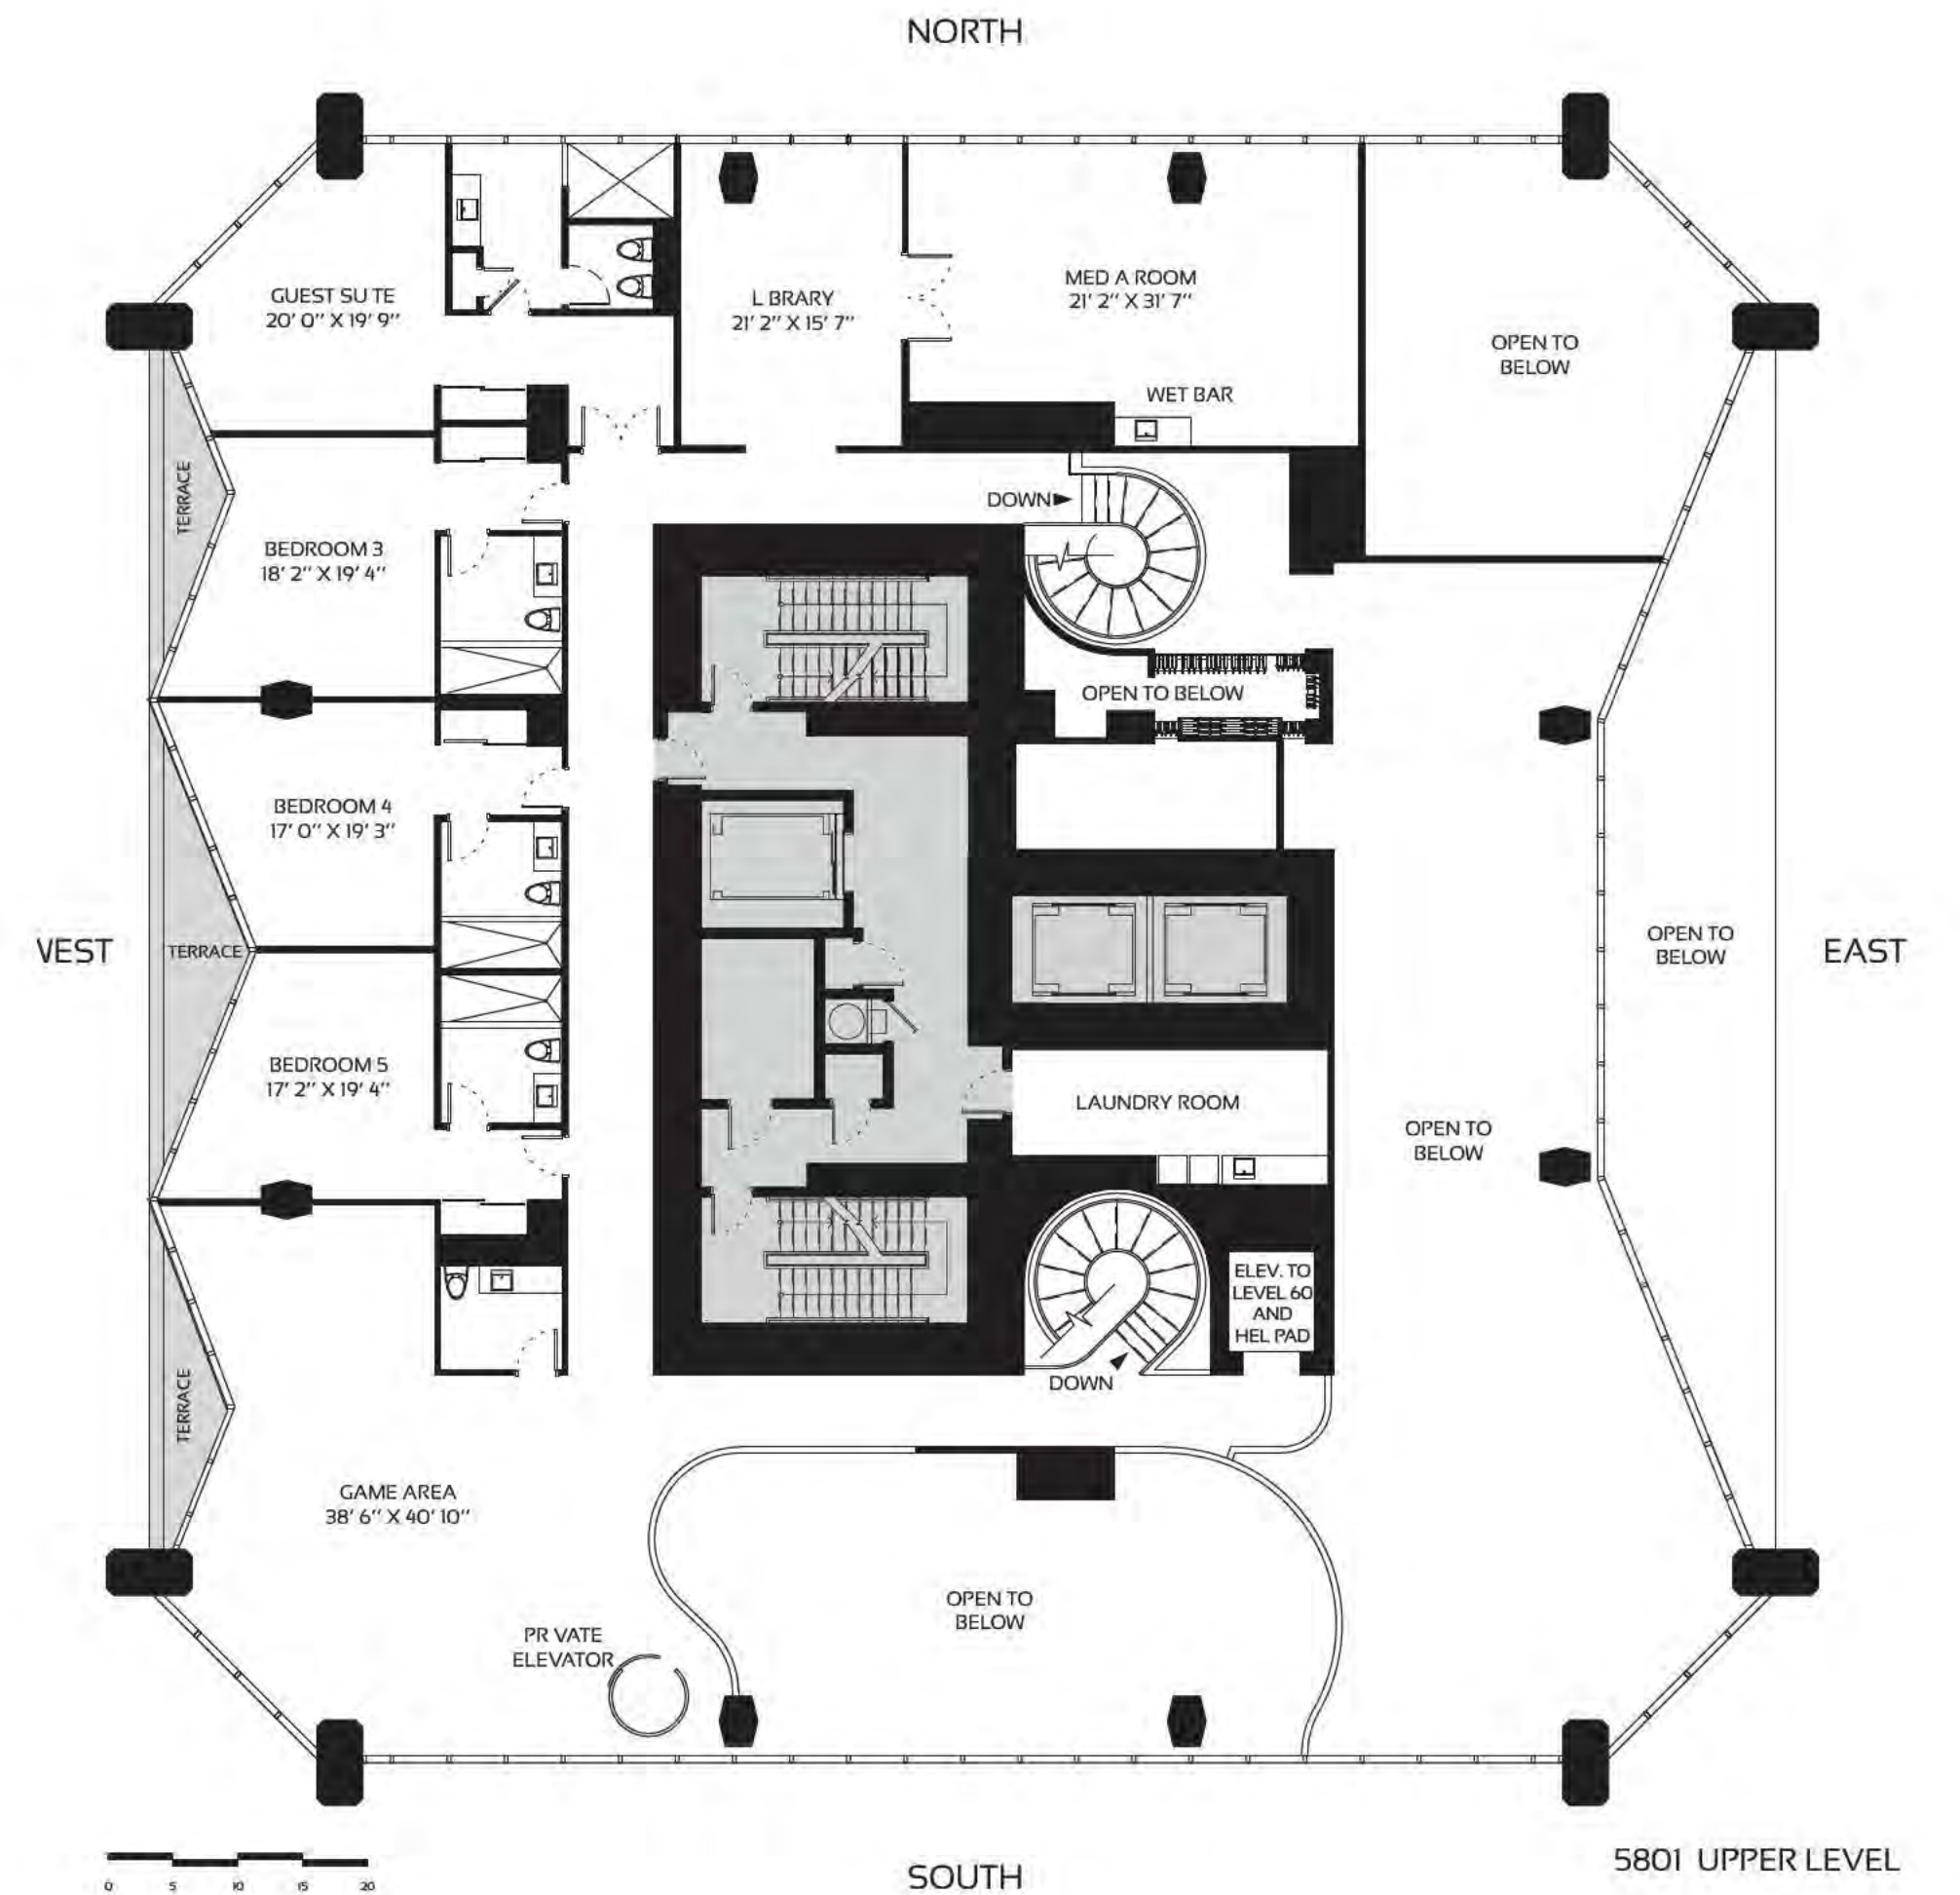 NORTH
GUEST SU TE
20' 0" X 19' 9"
L BRARY
21' 2" X 15' 7"
MED A ROOM
21' 2" X 31' 7"
WET BAR
OPEN TO
BELOW
DOWN
TERRACE
BEDROOM 3
18' 2" X 19' 4"
OPEN TO BELOW
BEDROOM 4
17' 0" X 19' 3"
WEST
TERRACE
OPEN TO
BELOW
EAST
BEDROOM 5
17' 2" X 19' 4"
LAUNDRY ROOM
OPEN TO
BELOW
ELEV. TO
LEVEL 60
AND
HEL PAD
DOWN
TERRACE
GAME AREA
38' 6" X 40' 10"
OPEN TO
BELOW
PR VATE
ELEVATOR
0 5 10 15 20
SOUTH
5801 UPPER LEVEL